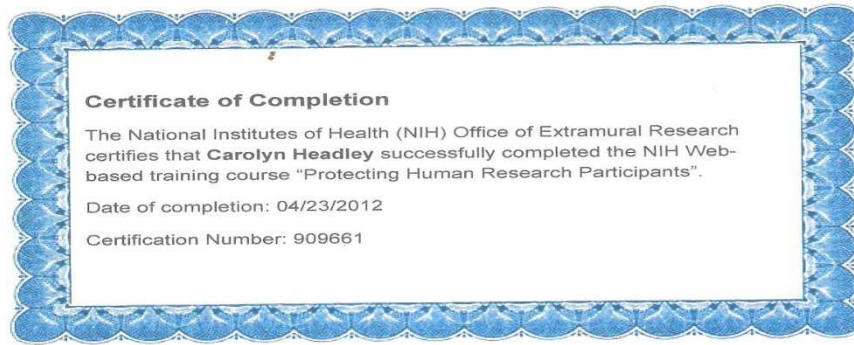 Certificate of Completion
The National Institutes of Health (NIH) Office of Extramural Research
certifies that Carolyn Headley successfully completed the NIH Web-
based training course “Protecting Human Research Participants”.
Date of completion: 04/23/2012
Certification Number: 909661